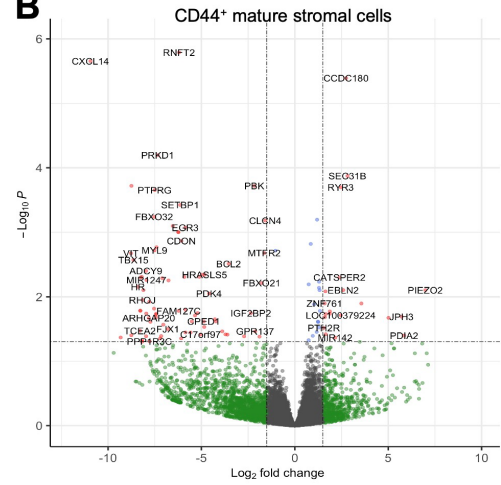 B
CD44+ mature stromal cells
RNFT2
CXCL14
CCDC180
PRKD1
SEC31B
PTPRG
PBK
RYR3
SETBP1
FBXO32
CLCN4
EGR3
CDON
VIT
MYL9
MTFR2
TBX15
BCL2
ADCY9
HRASLS5
CATSPER2
MIR1247
FBXO21
HR
PDK4
EBLN2
PIEZO2
RHOJ
ZNF761
FAM127C
IGF2BP2
LOC100379224
JPH3
ARHGAP20
CPED1
PTH2R
TCEA2
FJX1
C17orf97
GPR137
MIR142
PDIA2
PPP1R3C
6
4
2
0
−Log10 P
-10
-5
0
5
10
Log2 fold change